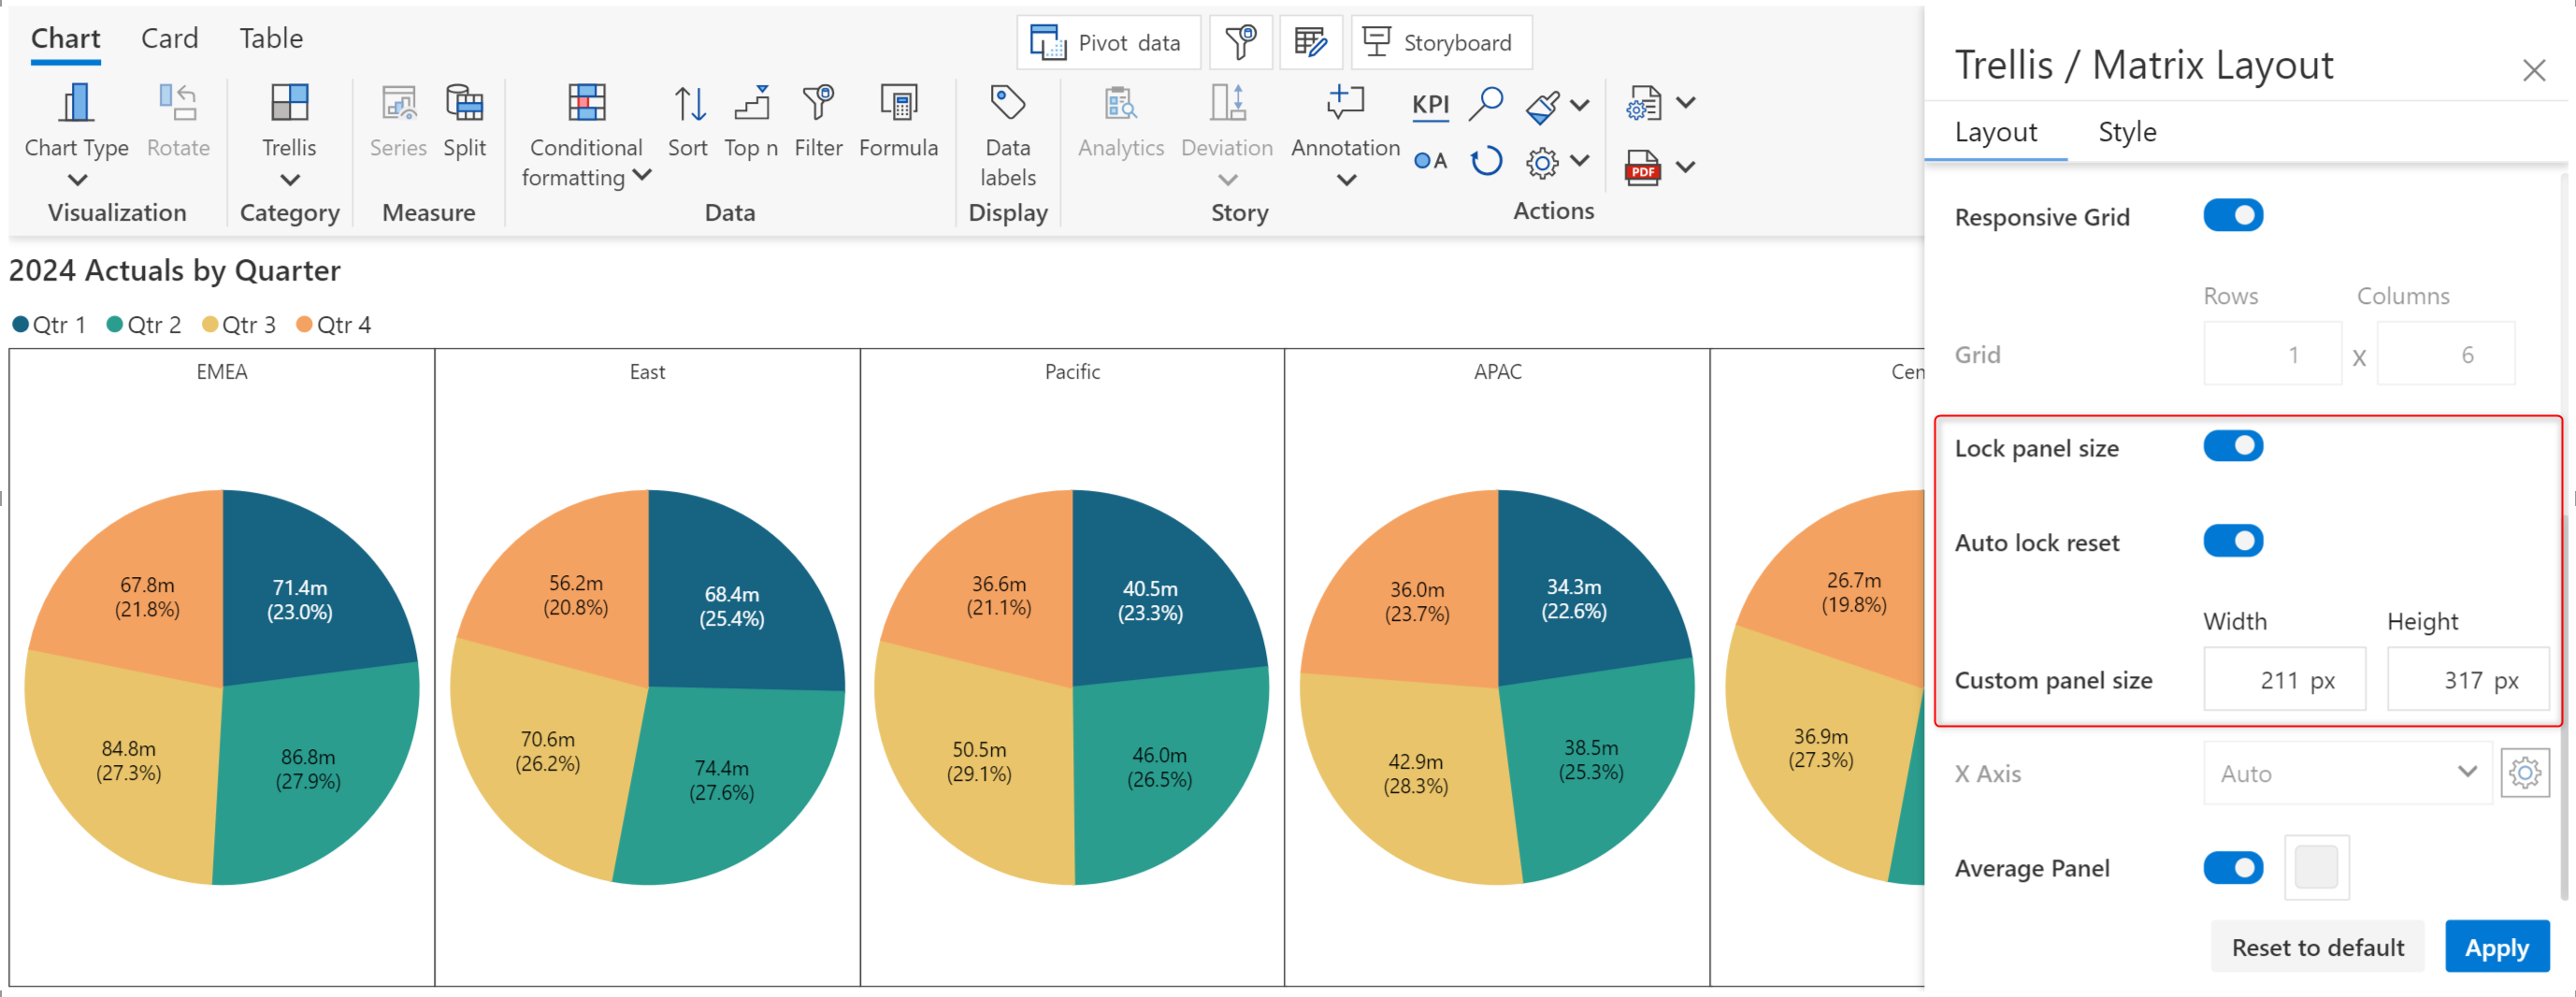 Chart Card Table
Pivot data
Storyboard
Chart Type
Rotate
Trellis
Series
Split
Conditional
formatting
Sort
Top n
Filter
Formula
Data
labels
Analytics
Deviation
Annotation
KPI
A
PDF
Visualization
Category
Measure
Data
Display
Story
Actions
2024 Actuals by Quarter
Qtr 1 Qtr 2 Qtr 3 Qtr 4
EMEA
67.8m
(21.8%)
71.4m
(23.0%)
84.8m
(27.3%)
86.8m
(27.9%)
East
56.2m
(20.8%)
68.4m
(25.4%)
70.6m
(26.2%)
74.4m
(27.6%)
Pacific
36.6m
(21.1%)
40.5m
(23.3%)
50.5m
(29.1%)
46.0m
(26.5%)
APAC
36.0m
(23.7%)
34.3m
(22.6%)
42.9m
(28.3%)
38.5m
(25.3%)
Cen
26.7m
(19.8%)
36.9m
(27.3%)
Trellis / Matrix Layout
Layout Style
Responsive Grid
Rows Columns
Grid 1 X 6
Lock panel size
Auto lock reset
Width Height
Custom panel size 211 px 317 px
X Axis Auto
Average Panel
Reset to default Apply